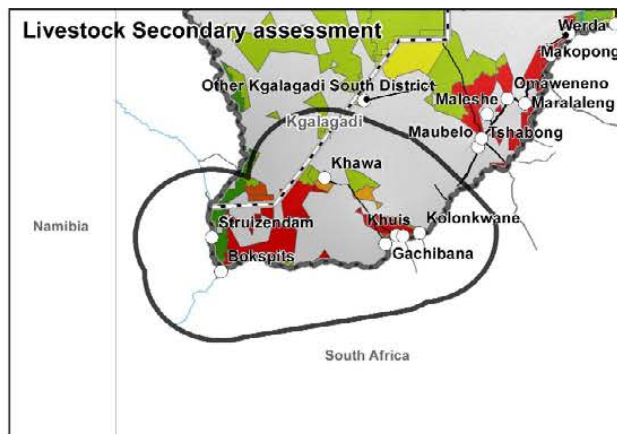 Livestock Secondary assessment
Werda
Makopong
Other Kgalagadi South District
Omaweneno
Maleshe
Maralaleng
Kgalagadi
Maubelo
Tshabong
Khawa
Namibia
Struizendam
Khuis
Kolonkwane
Bokspits
Gachibana
South Africa